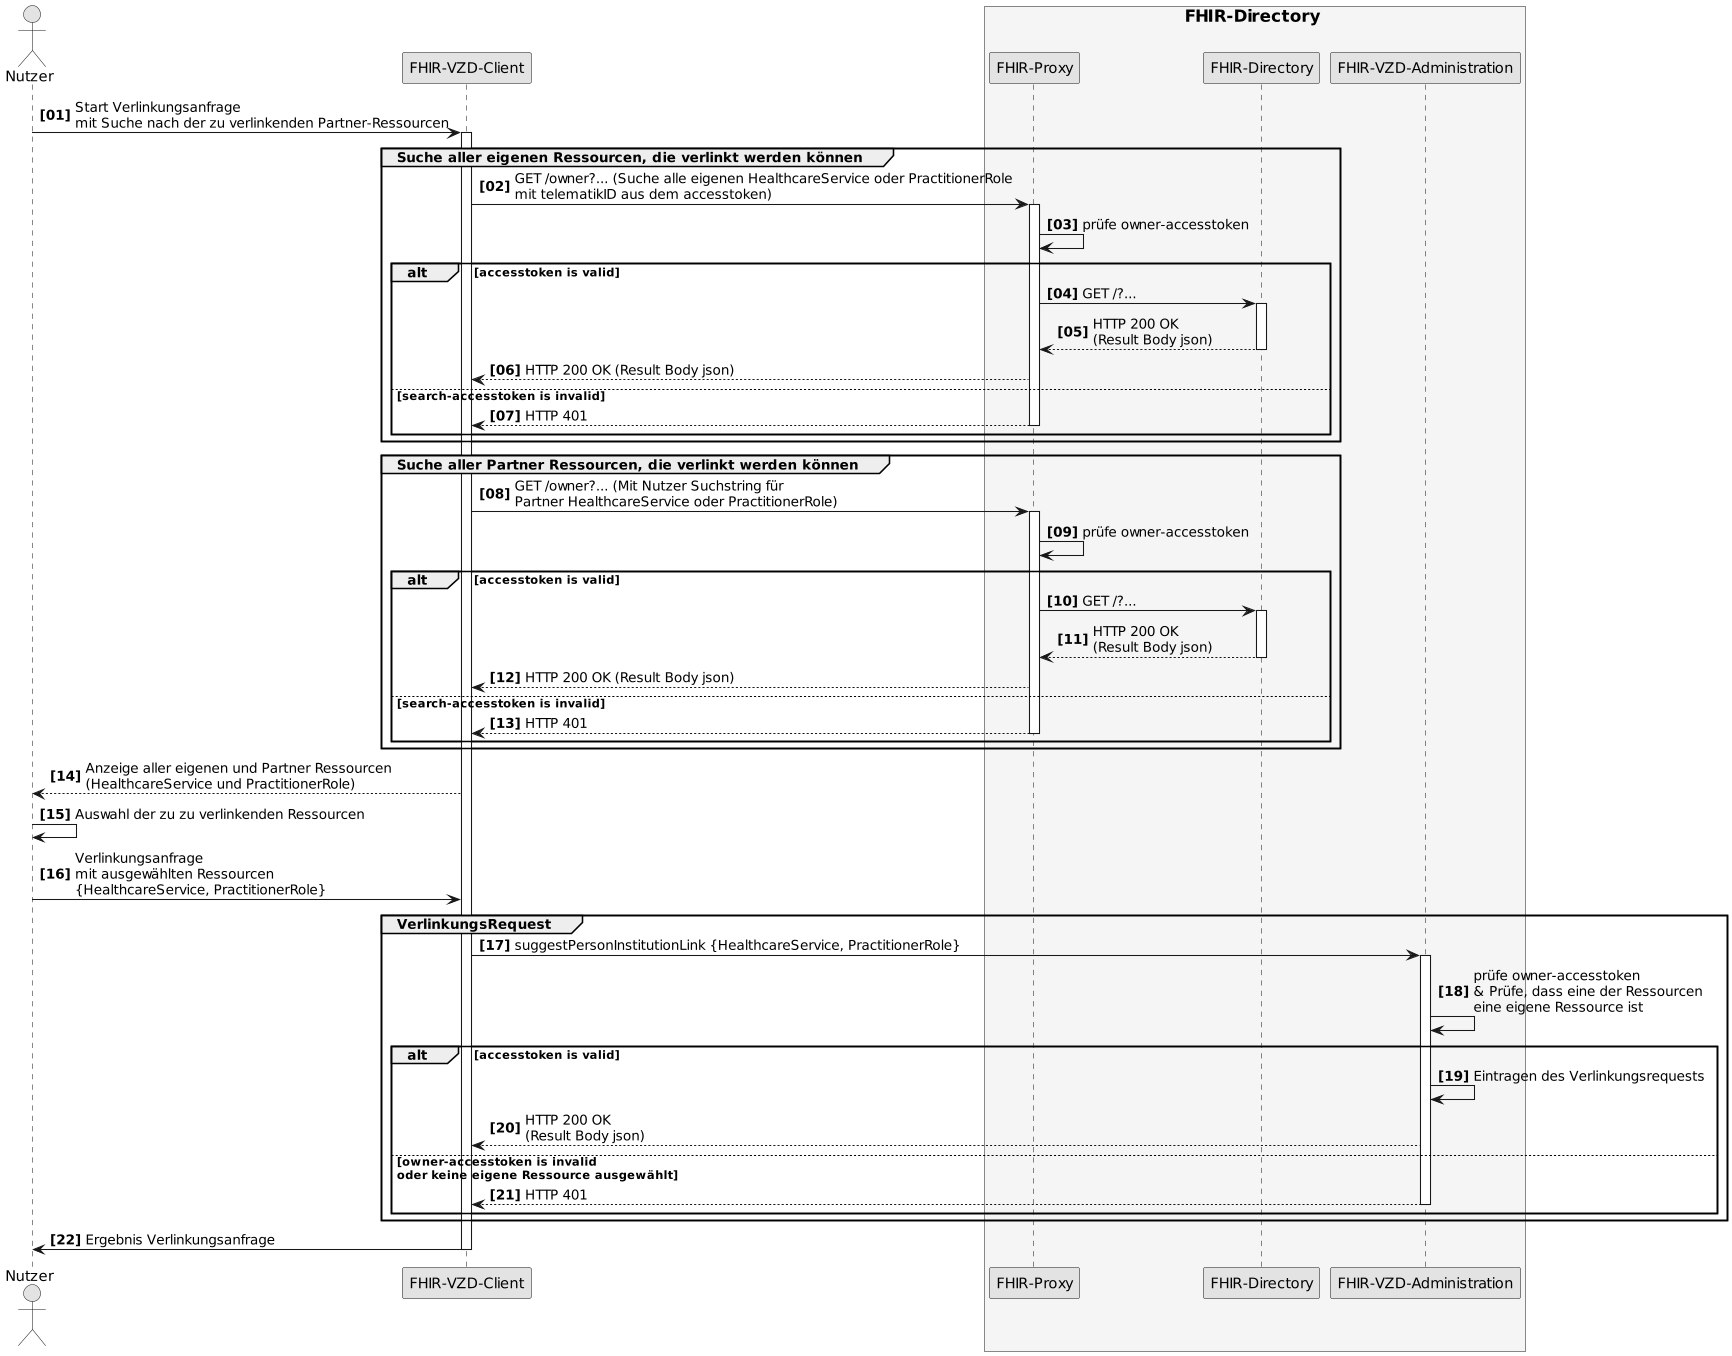 FHIR-Directory
Nutzer
FHIR-VZD-Client
FHIR-Proxy
FHIR-Directory
FHIR-VZD-Administration
[01] Start Verlinkungsanfrage
mit Suche nach der zu verlinkenden Partner-Ressourcen
Suche aller eigenen Ressourcen, die verlinkt werden können
[02] GET /owner?... (Suche alle eigenen HealthcareService oder PractitionerRole
mit telematikID aus dem accesstoken)
[03] prüfe owner-accesstoken
alt [accesstoken is valid]
[04] GET /?...
[05] HTTP 200 OK
(Result Body json)
[06] HTTP 200 OK (Result Body json)
[search-accesstoken is invalid]
[07] HTTP 401
Suche aller Partner Ressourcen, die verlinkt werden können
[08] GET /owner?... (Mit Nutzer Suchstring für
Partner HealthcareService oder PractitionerRole)
[09] prüfe owner-accesstoken
alt [accesstoken is valid]
[10] GET /?...
[11] HTTP 200 OK
(Result Body json)
[12] HTTP 200 OK (Result Body json)
[search-accesstoken is invalid]
[13] HTTP 401
[14] Anzeige aller eigenen und Partner Ressourcen
(HealthcareService und PractitionerRole)
[15] Auswahl der zu zu verlinkenden Ressourcen
Verlinkungsanfrage
[16] mit ausgewählten Ressourcen
{HealthcareService, PractitionerRole}
VerlinkungsRequest
[17] suggestPersonInstitutionLink {HealthcareService, PractitionerRole}
prüfe owner-accesstoken
[18] & Prüfe, dass eine der Ressourcen
eine eigene Ressource ist
alt [accesstoken is valid]
[19] Eintragen des Verlinkungsrequests
[20] HTTP 200 OK
(Result Body json)
[owner-accesstoken is invalid
oder keine eigene Ressource ausgewählt]
[21] HTTP 401
[22] Ergebnis Verlinkungsanfrage
Nutzer
FHIR-VZD-Client
FHIR-Proxy
FHIR-Directory
FHIR-VZD-Administration